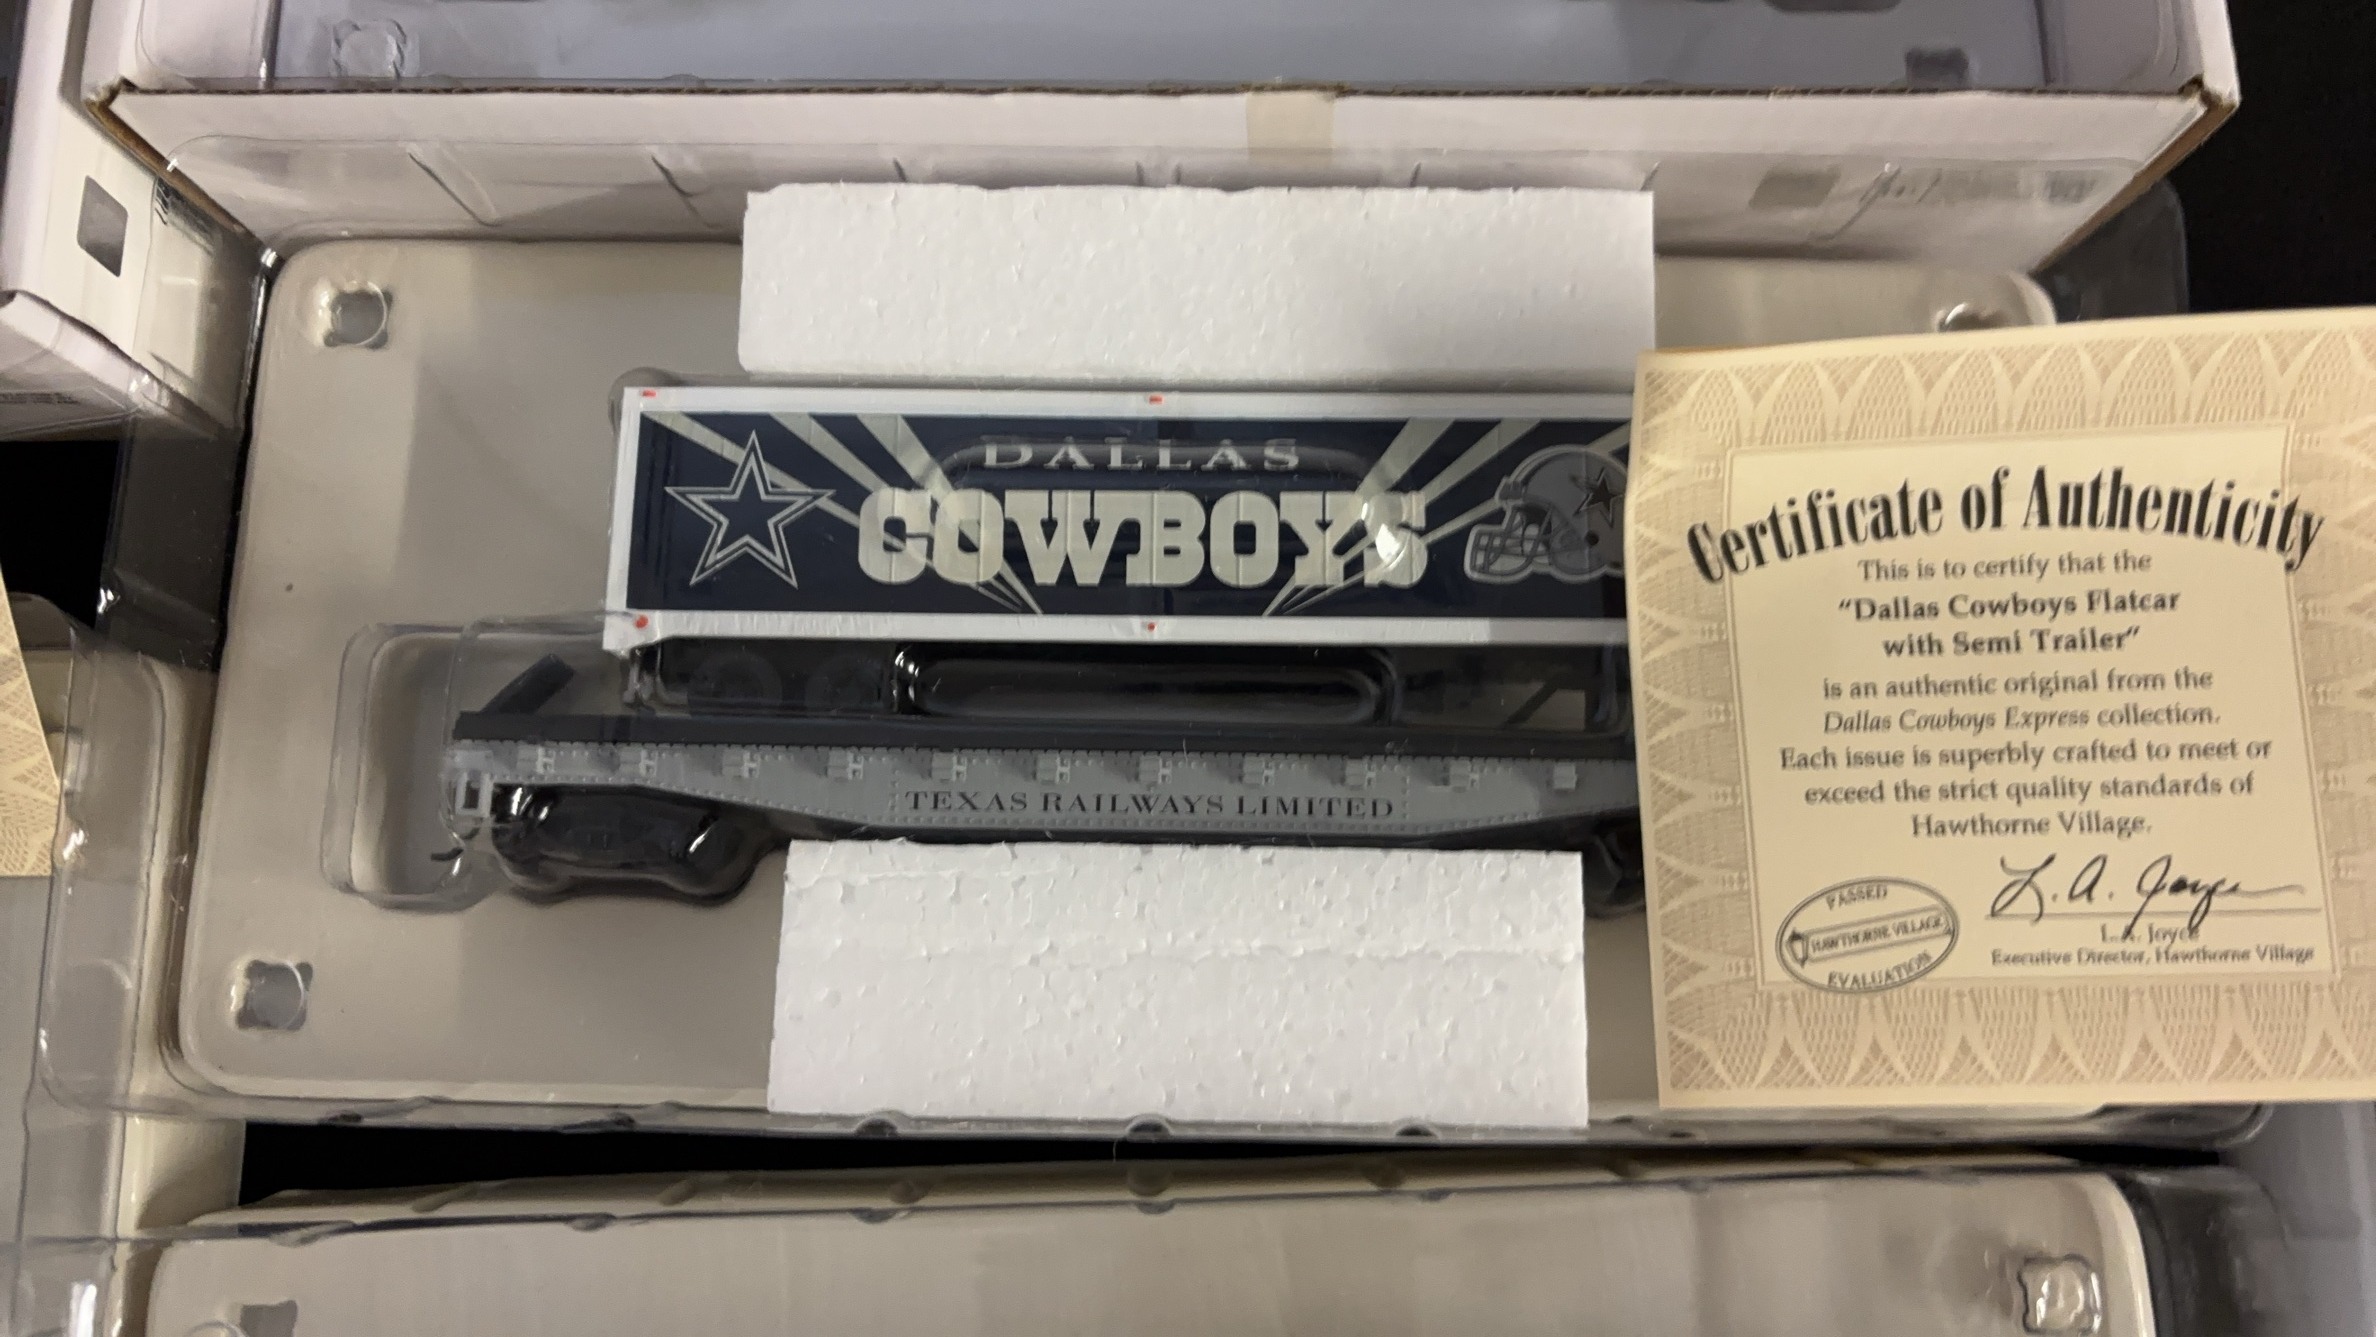 DALLAS
COWBOYS
TEXAS RAILWAYS LIMITED
Certificate of Authenticity
This is to certify that the
"Dallas Cowboys Flatcar
with Semi Trailer"
is an authentic original from the
Dallas Cowboys Express collection.
Each issue is superbly crafted to meet or
exceed the strict quality standards of
Hawthorne Village.
L. A. Joyce
L.A. Joyce
Executive Director, Hawthorne Village
PASSED
HAWTHORNE VILLAGE
EVALUATION